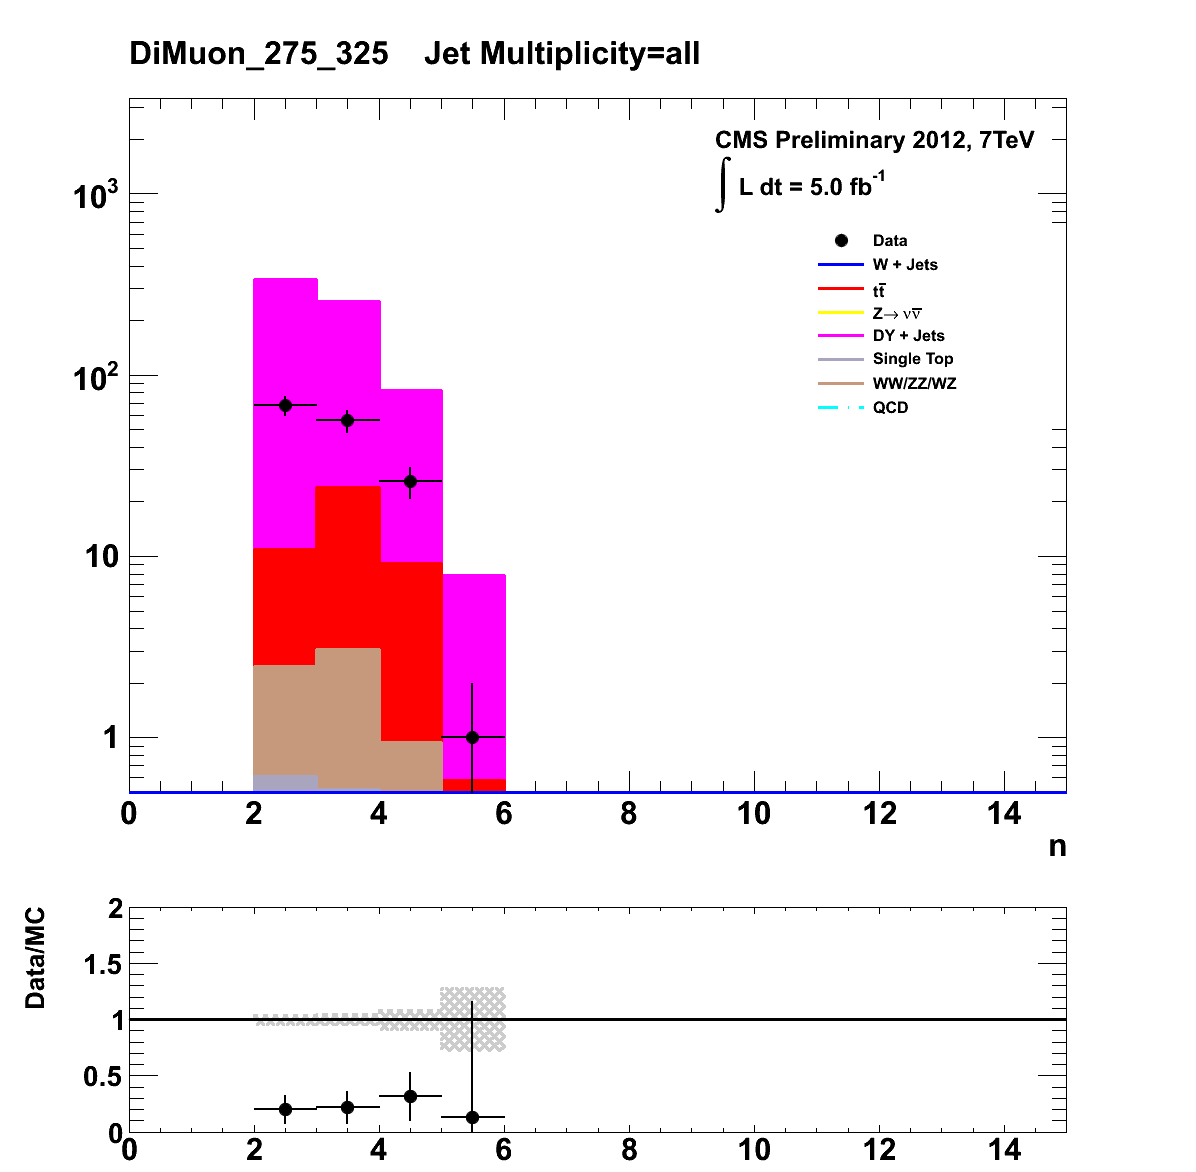 DiMuon_275_325 Jet Multiplicity=all
CMS Preliminary 2012, 7TeV
∫ L dt = 5.0 fb⁻¹
Data
W + Jets
tt̅
Z→ νν̅
DY + Jets
Single Top
WW/ZZ/WZ
QCD
10³
10²
10
1
0 2 4 6 8 10 12 14
n
Data/MC
2
1.5
1
0.5
0
0 2 4 6 8 10 12 14